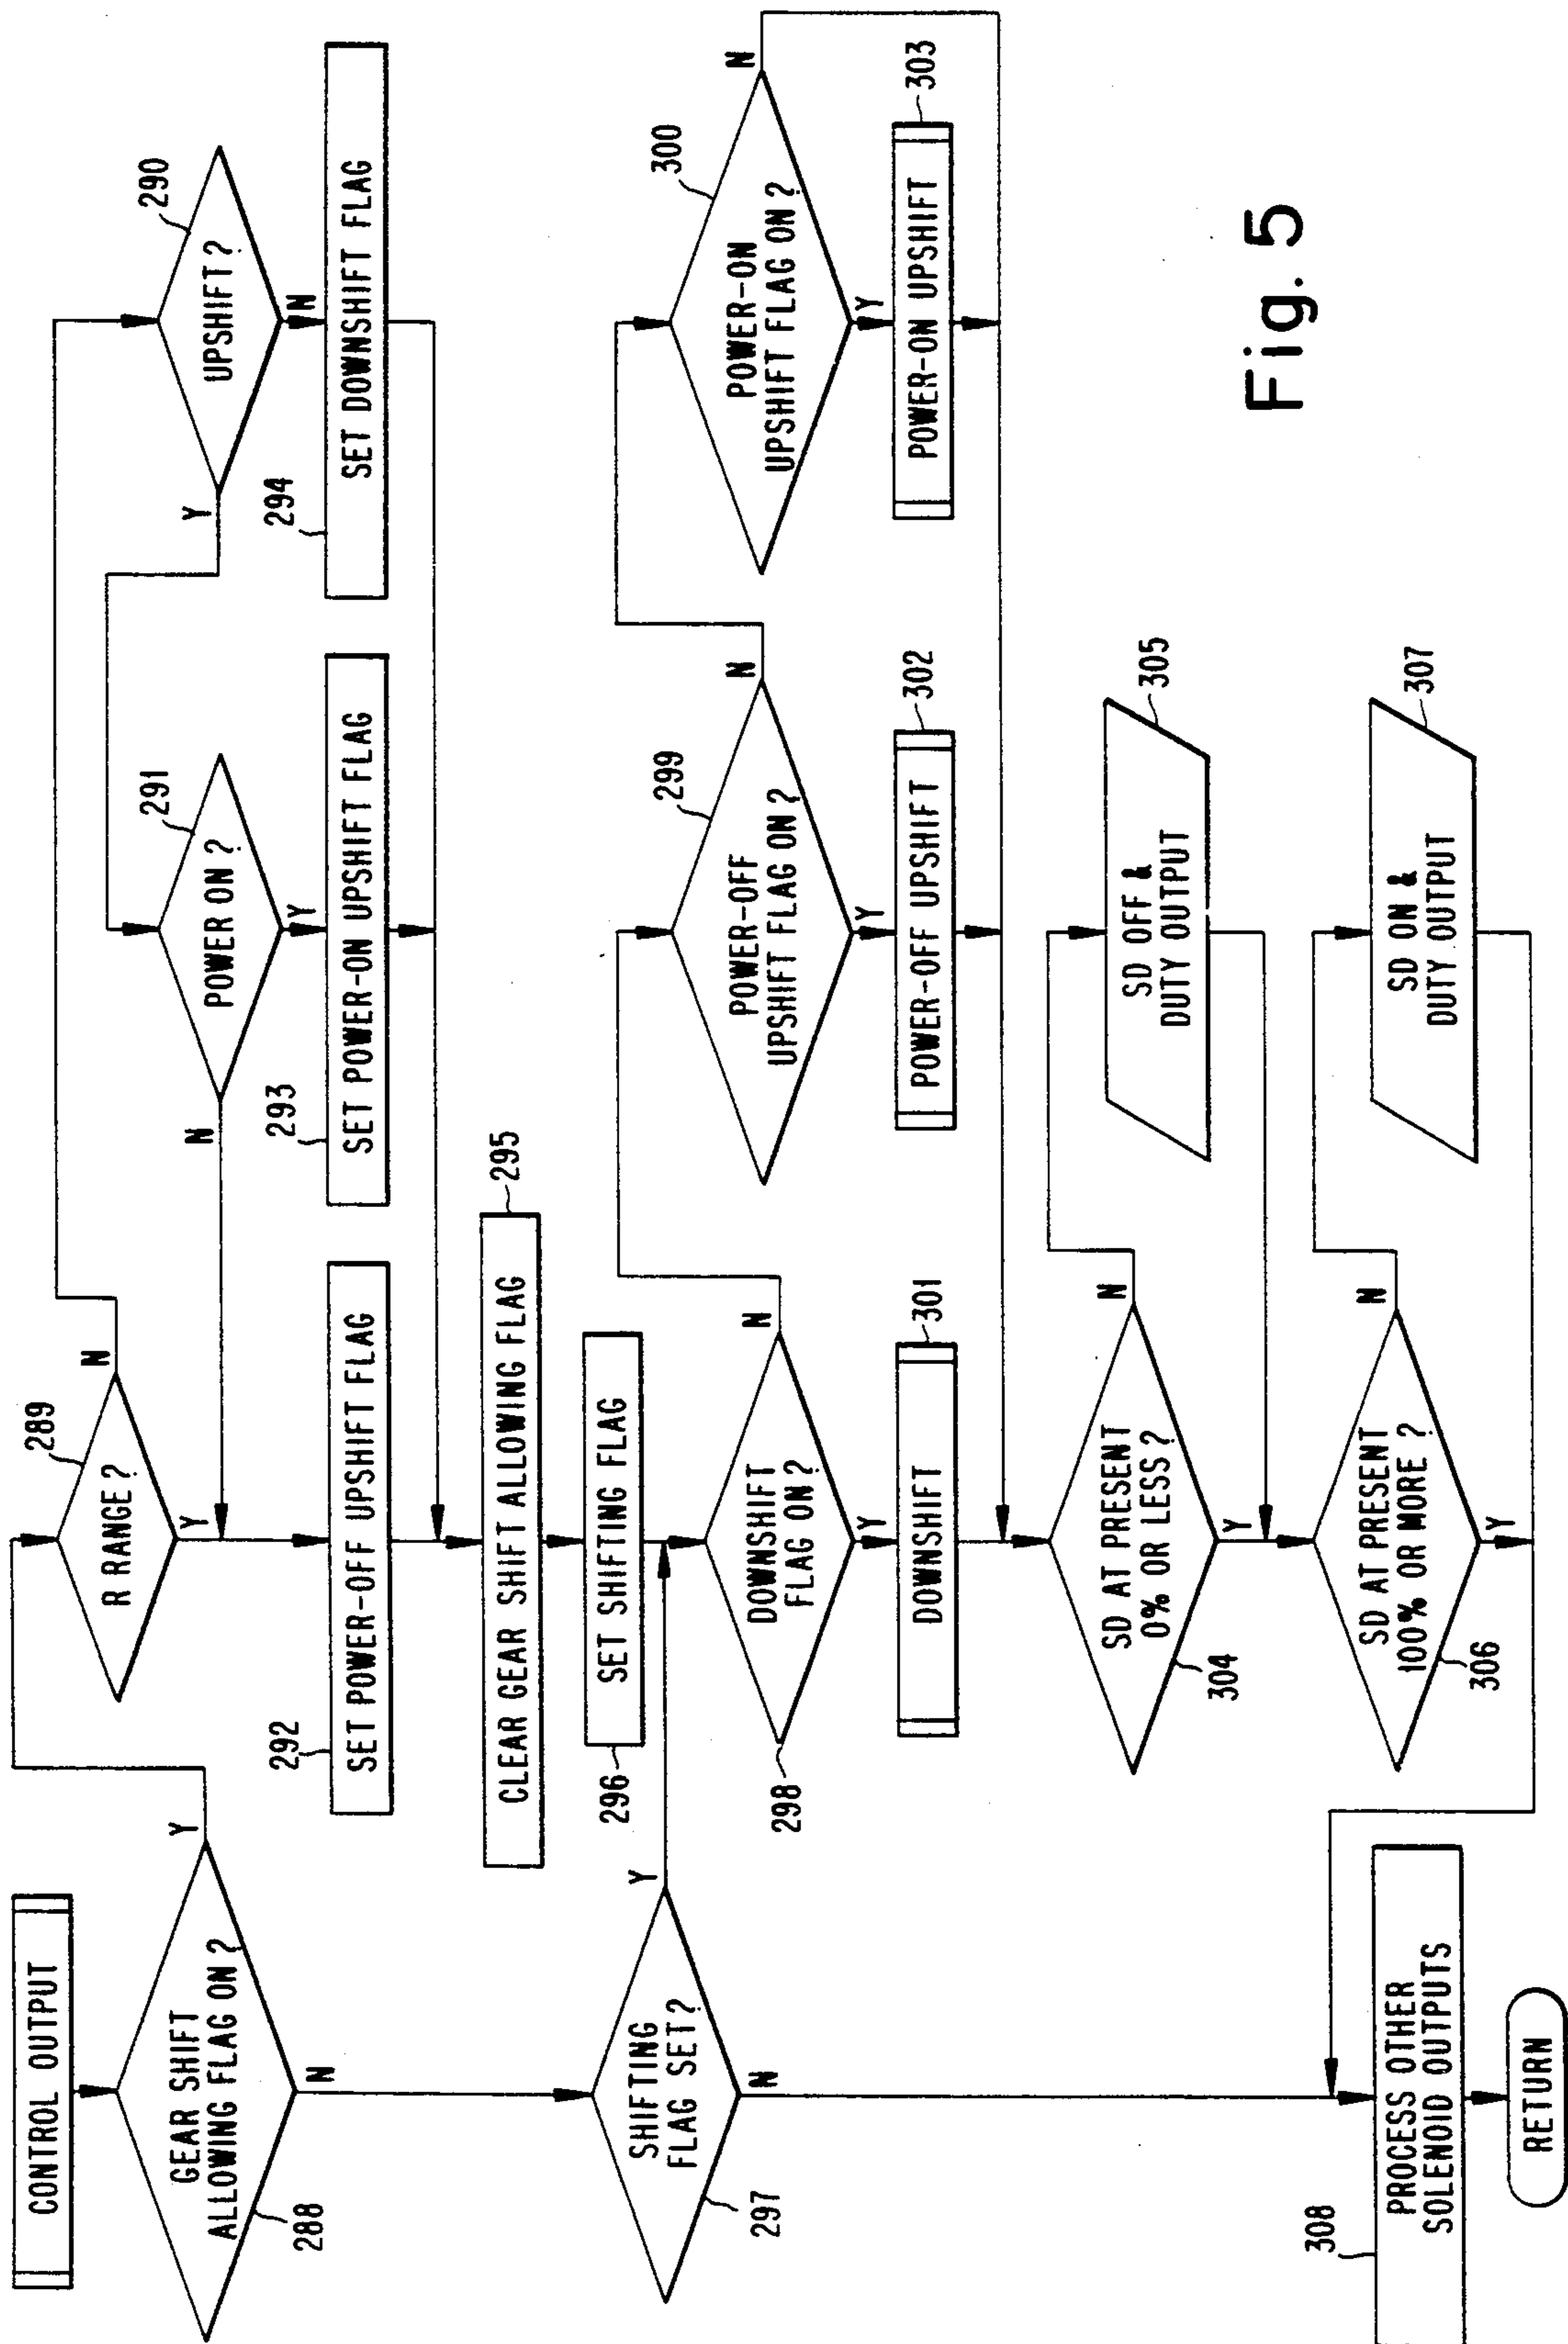 CONTROL OUTPUT
GEAR SHIFT
ALLOWING FLAG ON ?
288
Y
N
R RANGE ?
289
N
Y
UPSHIFT ?
290
Y
N
POWER ON ?
291
N
Y
292
SET POWER-OFF UPSHIFT FLAG
293
SET POWER-ON UPSHIFT FLAG
294
SET DOWNSHIFT FLAG
CLEAR GEAR SHIFT ALLOWING FLAG
295
296
SET SHIFTING FLAG
SHIFTING
FLAG SET?
297
Y
N
DOWNSHIFT
FLAG ON ?
298
N
Y
POWER-OFF
UPSHIFT FLAG ON ?
299
N
Y
POWER-ON
UPSHIFT FLAG ON ?
300
N
Y
DOWNSHIFT
301
POWER-OFF UPSHIFT
302
POWER-ON UPSHIFT
303
SD AT PRESENT
0% OR LESS ?
304
N
Y
SD OFF &
DUTY OUTPUT
305
SD AT PRESENT
100% OR MORE ?
306
N
Y
SD ON &
DUTY OUTPUT
307
308
PROCESS OTHER
SOLENOID OUTPUTS
RETURN
Fig. 5